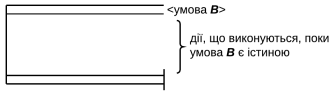 <умова B>
дії, що виконуються, поки
умова B є істиною